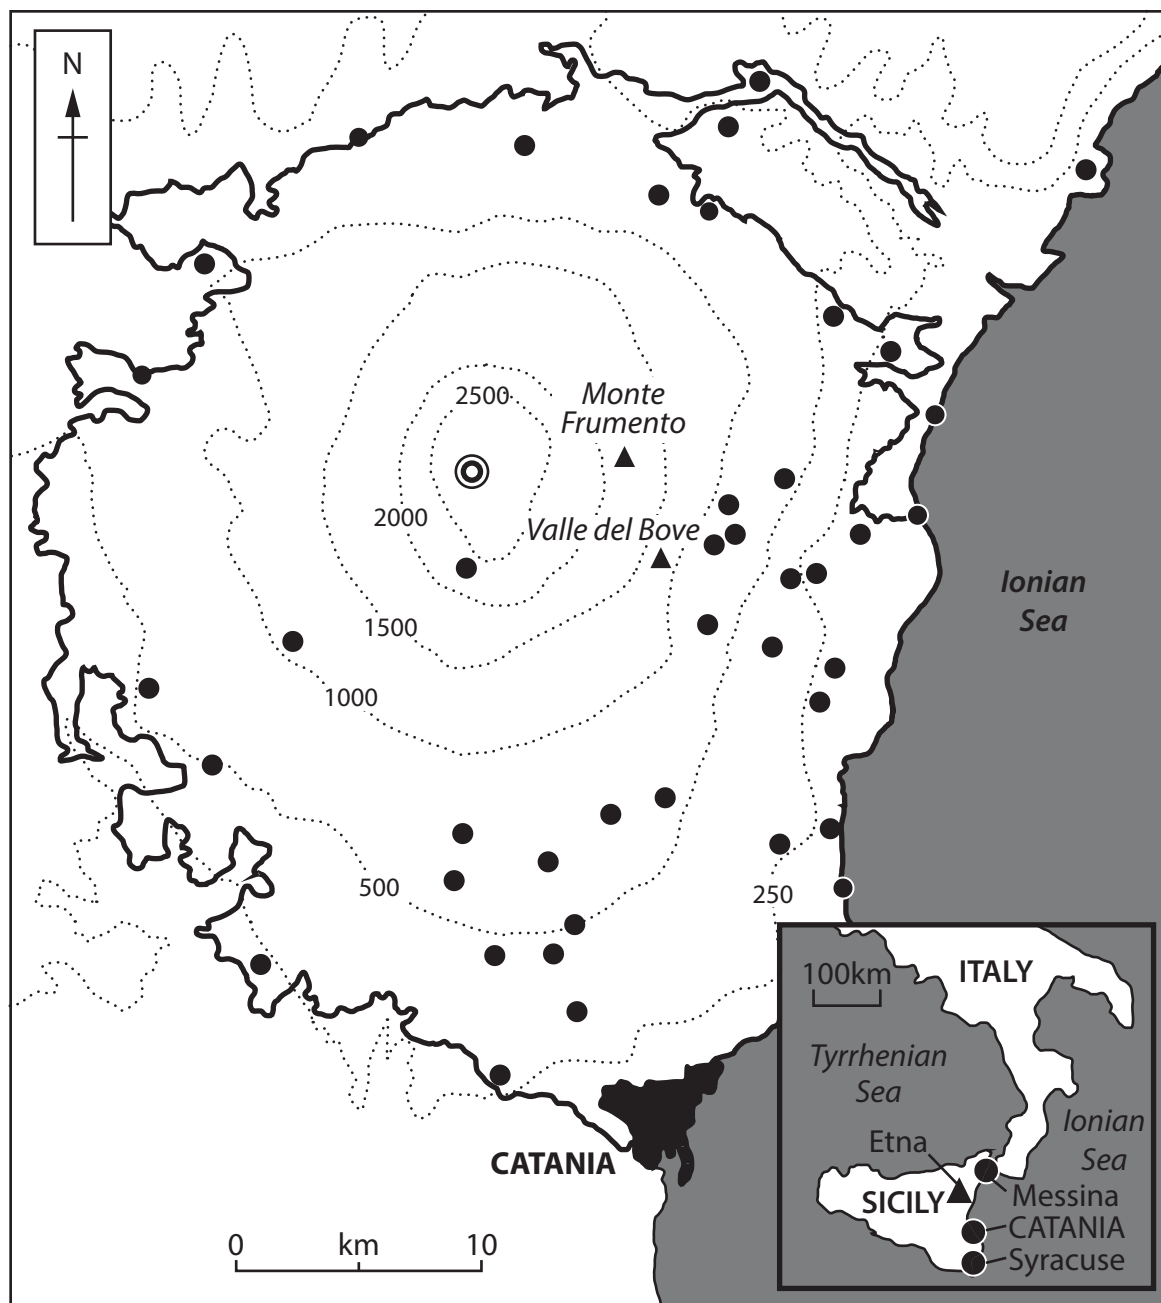 N
2500
Monte
Frumento
2000
Valle del Bove
Ionian
Sea
1500
1000
500
250
CATANIA
0 km 10
100km
ITALY
Tyrrhenian
Sea
Ionian
Sea
Etna
SICILY
Messina
CATANIA
Syracuse